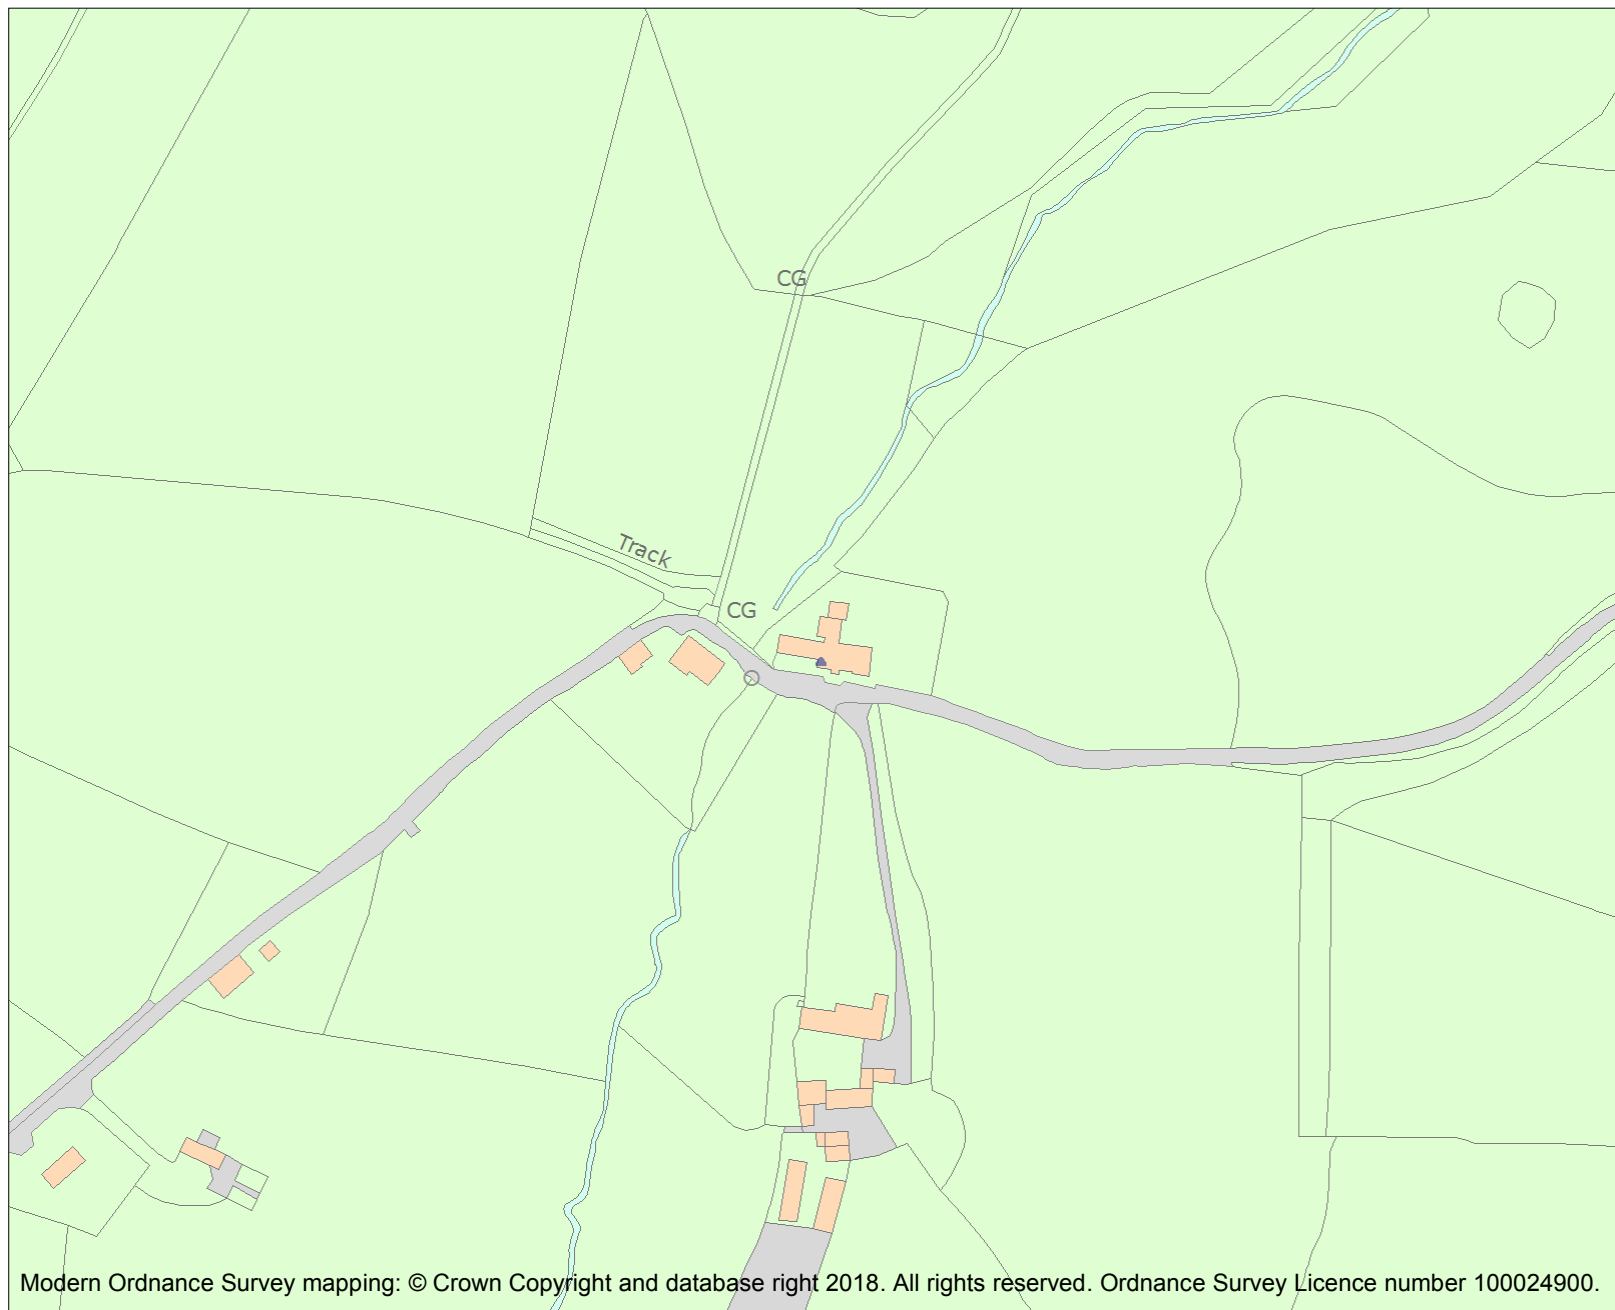 CG
Track
CG
Modern Ordnance Survey mapping: © Crown Copyright and database right 2018. All rights reserved. Ordnance Survey Licence number 100024900.